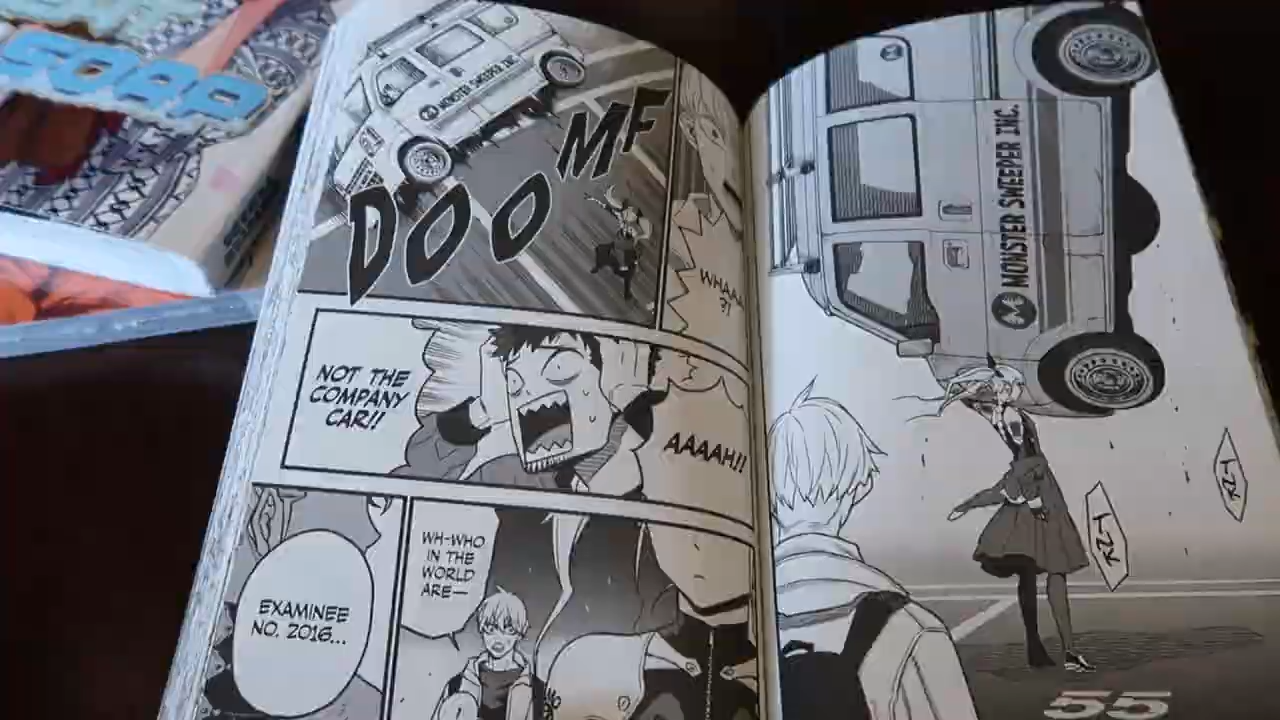 SOAP
MONSTER SWEEPER INC.
DOOMF
WHAAA
?!
NOT THE
COMPANY
CAR!!
AAAAH!!
EXAMINEE
NO. 2016...
WH-WHO
IN THE
WORLD
ARE—
MONSTER SWEEPER INC.
55